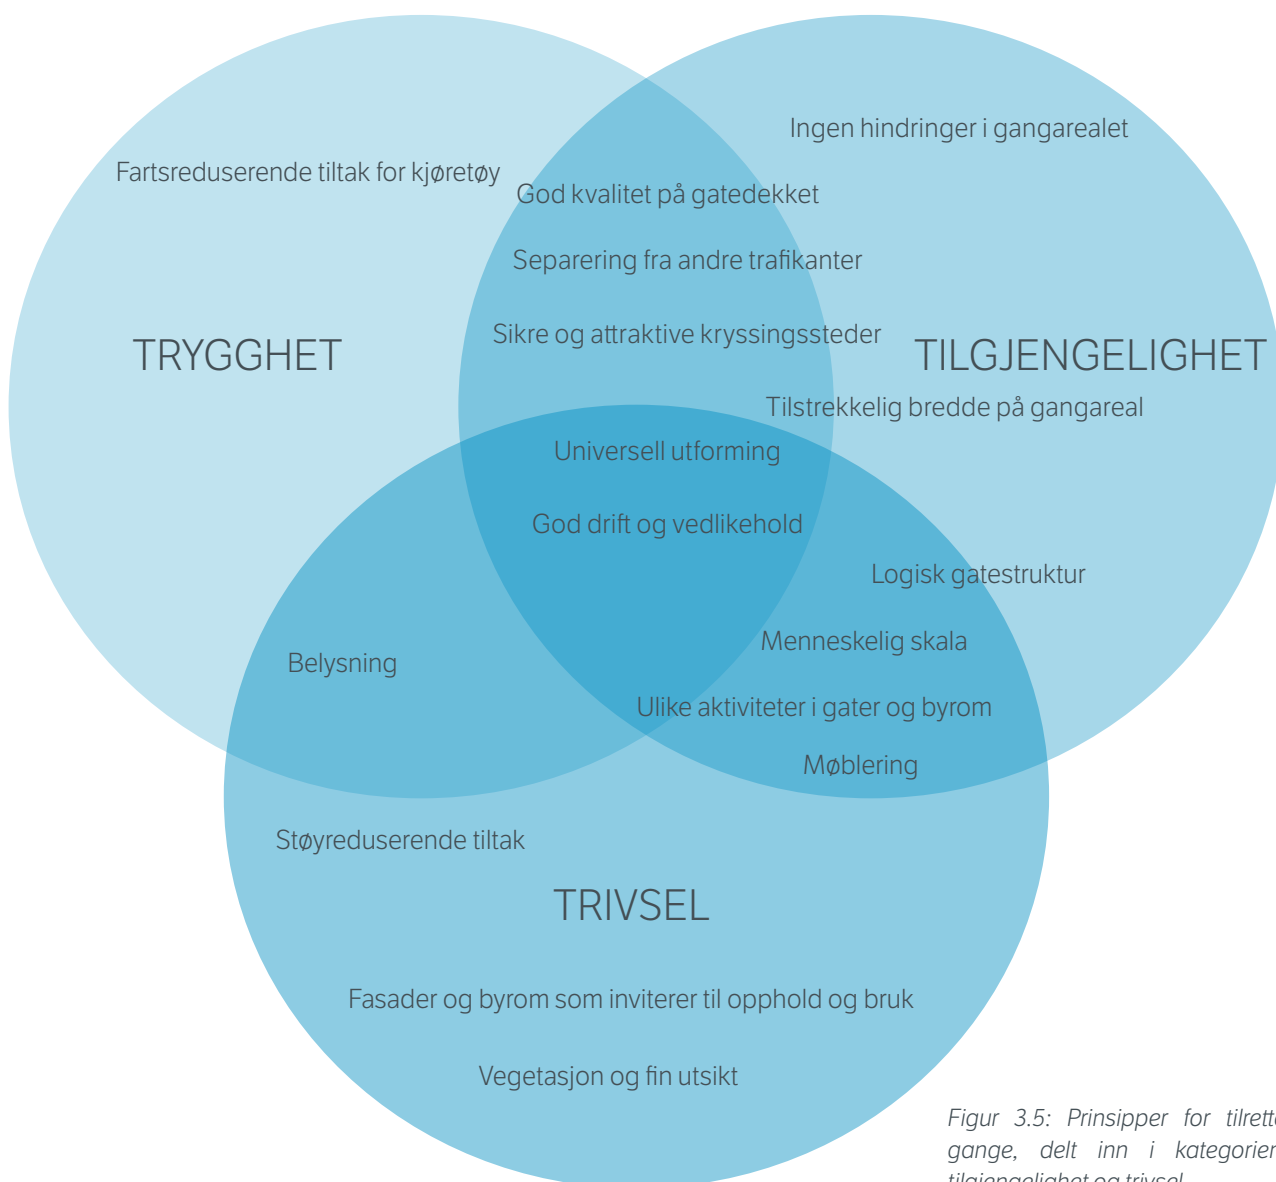 Ingen hindringer i gangarealet
Fartsreduserende tiltak for kjøretøy
God kvalitet på gatedekket
Separering fra andre trafikanter
Sikre og attraktive kryssingssteder
TRYGGHET
TILGJENGELIGHET
Tilstrekkelig bredde på gangareal
Universell utforming
God drift og vedlikehold
Logisk gatestruktur
Menneskelig skala
Belysning
Ulike aktiviteter i gater og byrom
Møblering
Støyreduserende tiltak
TRIVSEL
Fasader og byrom som inviterer til opphold og bruk
Vegetasjon og fin utsikt
Figur 3.5: Prinsipper for
gange, delt inn i
tilgjengelighet og trivsel